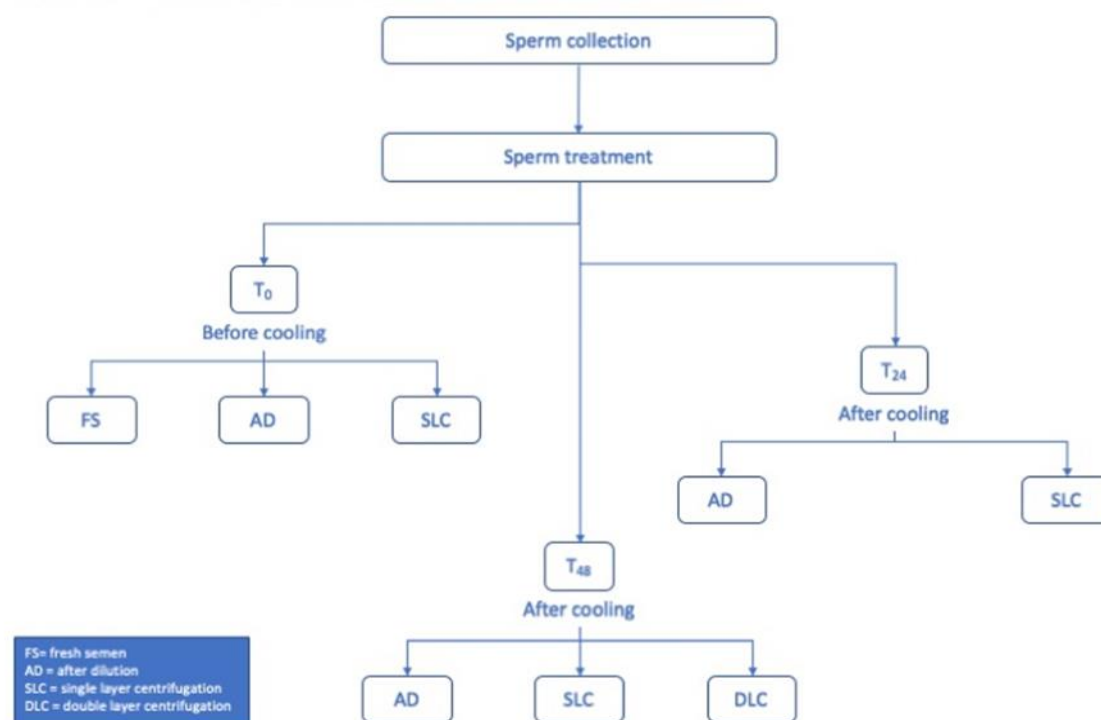 Sperm collection
Sperm treatment
T₀
Before cooling
FS
AD
SLC
T₂₄
After cooling
AD
SLC
T₄₈
After cooling
AD
SLC
DLC
FS= fresh semen
AD = after dilution
SLC = single layer centrifugation
DLC = double layer centrifugation